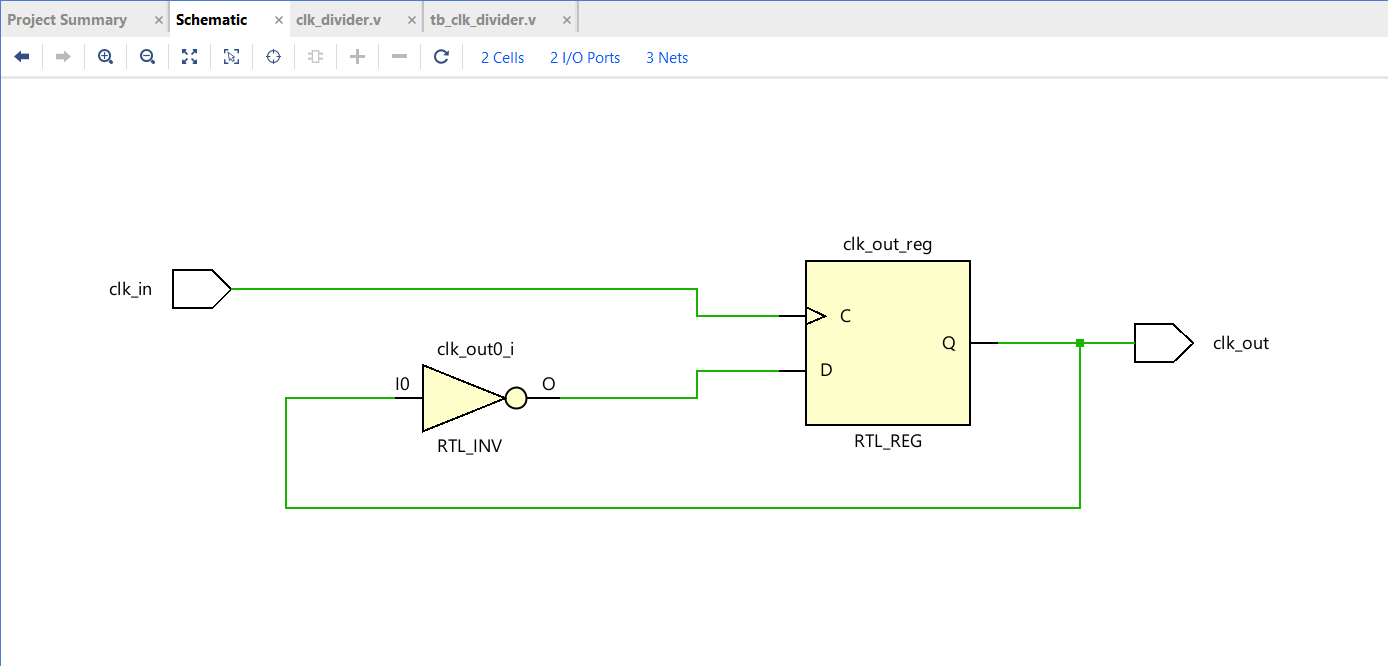 Project Summary
Schematic
clk_divider.v
tb_clk_divider.v
2 Cells
2 I/O Ports
3 Nets
clk_out_reg
clk_in
C
Q
clk_out
clk_out0_i
D
I0
O
RTL_INV
RTL_REG